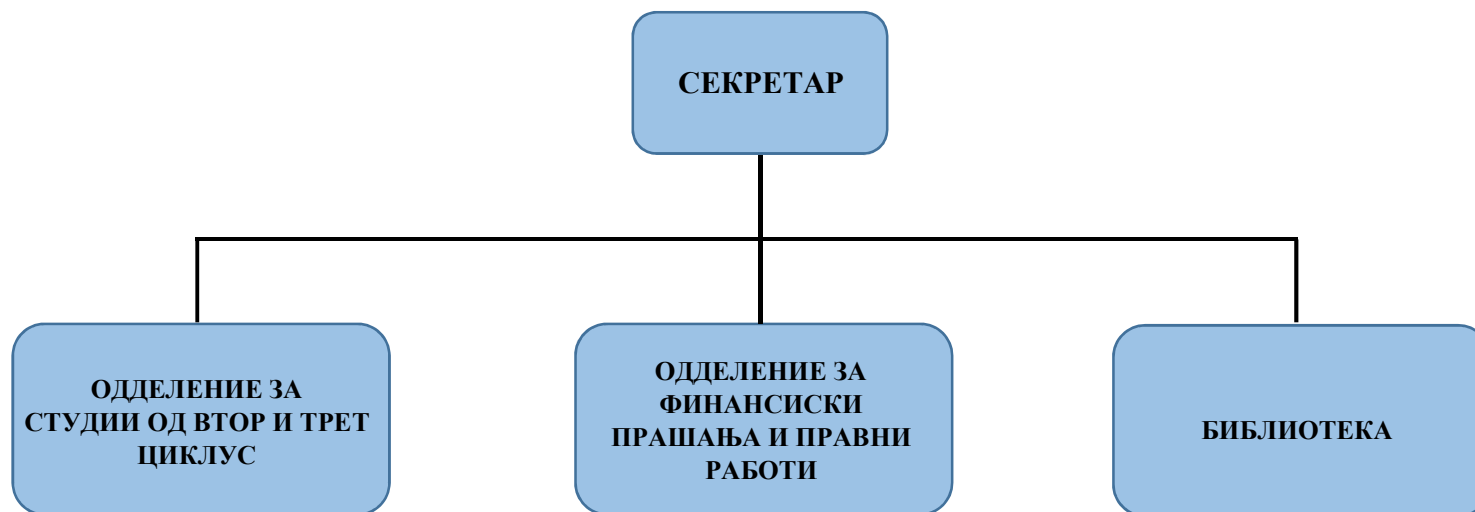 СЕКРЕТАР
ОДДЕЛЕНИЕ ЗА
СТУДИИ ОД ВТОР И ТРЕТ
ЦИКЛУС
ОДДЕЛЕНИЕ ЗА
ФИНАНСИСКИ
ПРАШАЊА И ПРАВНИ
РАБОТИ
БИБЛИОТЕКА